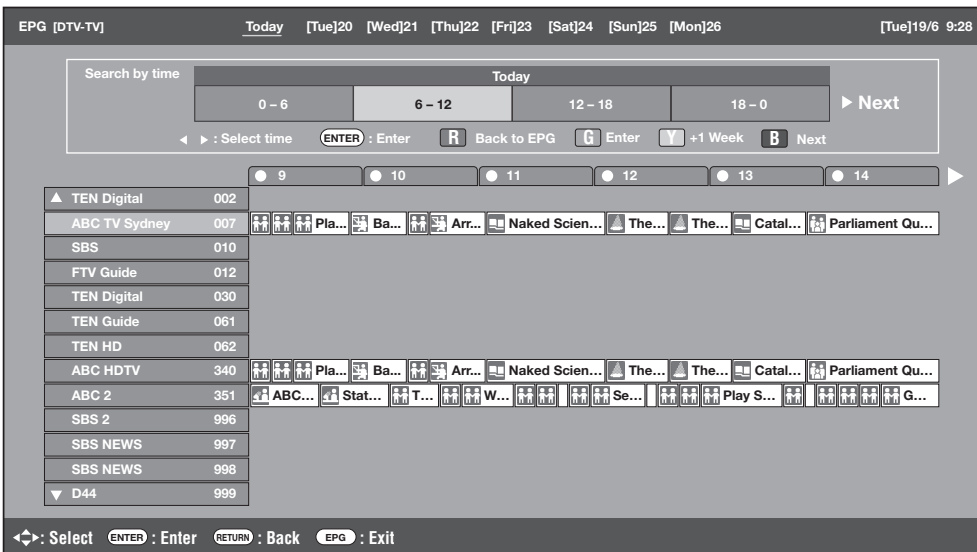 EPG [DTV-TV] Today [Tue]20 [Wed]21 [Thu]22 [Fri]23 [Sat]24 [Sun]25 [Mon]26 [Tue]19/6 9:28
Search by time Today
0 – 6 6 – 12 12 – 18 18 – 0 Next
: Select time ENTER : Enter R Back to EPG G Enter Y +1 Week B Next
9 10 11 12 13 14
TEN Digital 002
ABC TV Sydney 007 Pla... Ba... Arr... Naked Scien... The... The... Catal... Parliament Qu...
SBS 010
FTV Guide 012
TEN Digital 030
TEN Guide 061
TEN HD 062
ABC HDTV 340 Pla... Ba... Arr... Naked Scien... The... The... Catal... Parliament Qu...
ABC 2 351 ABC... Stat... T... W... Se... Play S... G...
SBS 2 996
SBS NEWS 997
SBS NEWS 998
D44 999
: Select ENTER : Enter RETURN : Back EPG : Exit